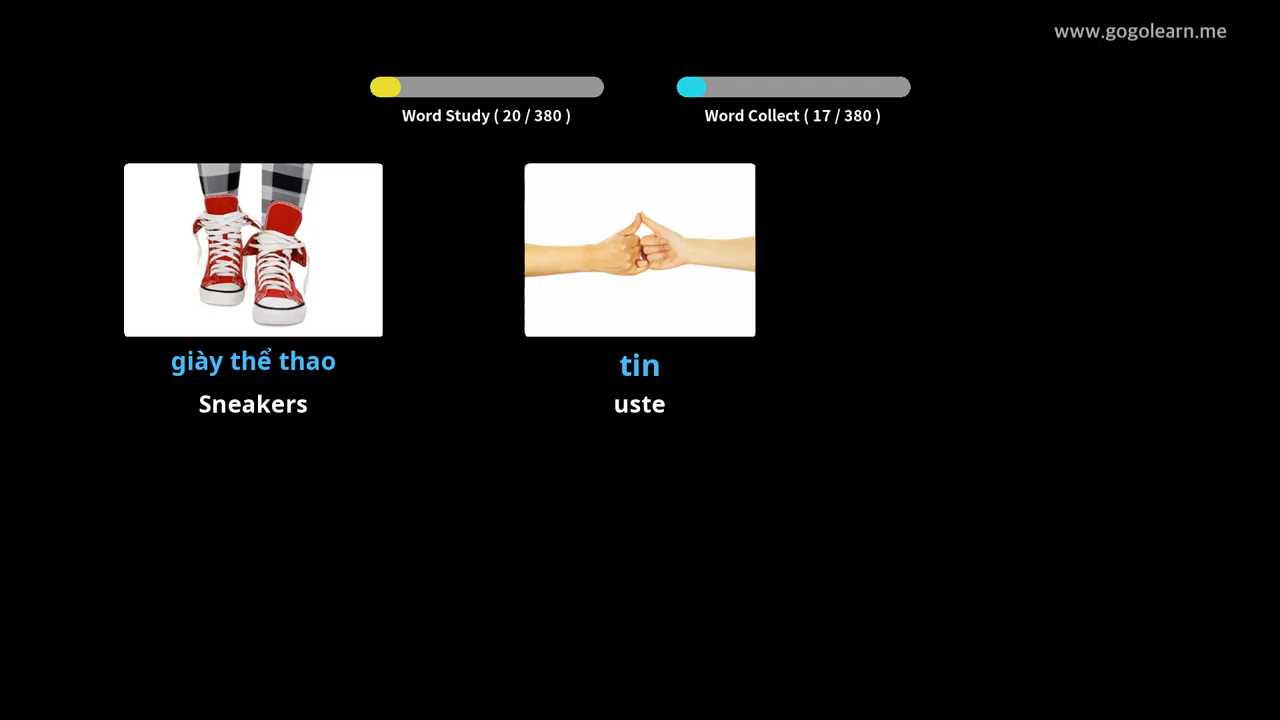 www.gogolearn.me
Word Study ( 20 / 380 )
Word Collect ( 17 / 380 )
giày thể thao
Sneakers
tin
uste